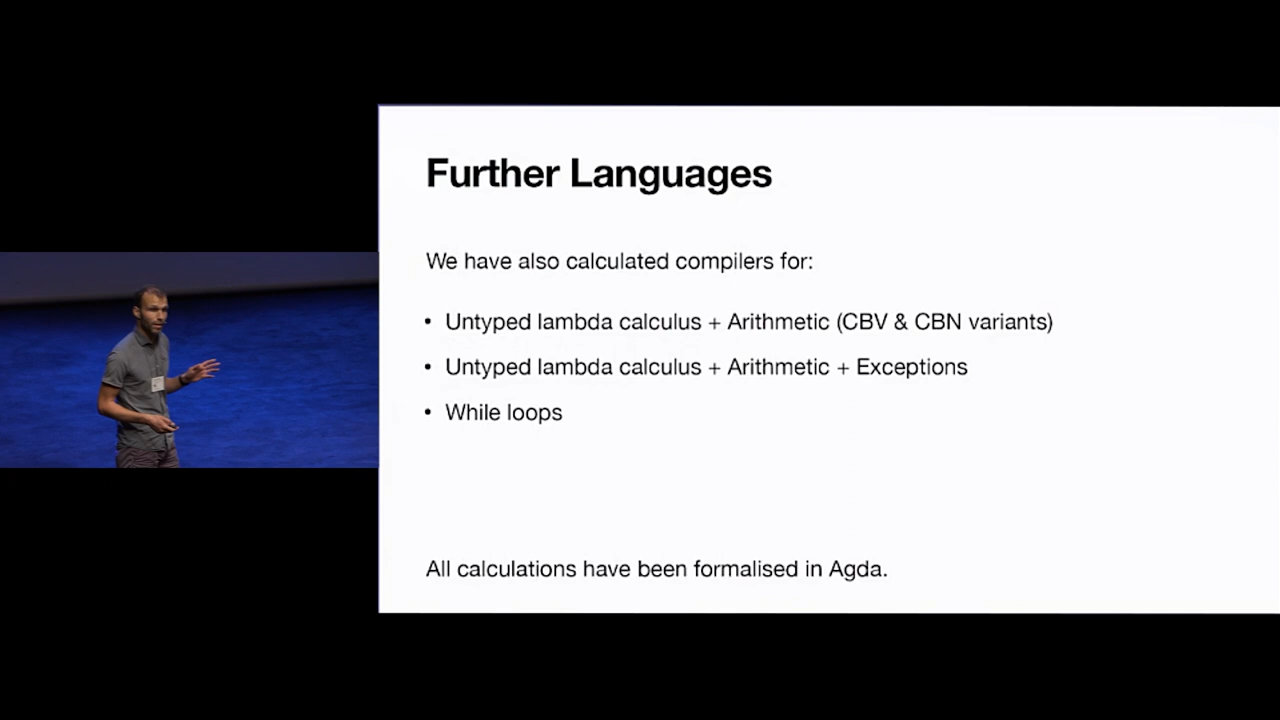 Further Languages
We have also calculated compilers for:
• Untyped lambda calculus + Arithmetic (CBV & CBN variants)
• Untyped lambda calculus + Arithmetic + Exceptions
• While loops
All calculations have been formalised in Agda.